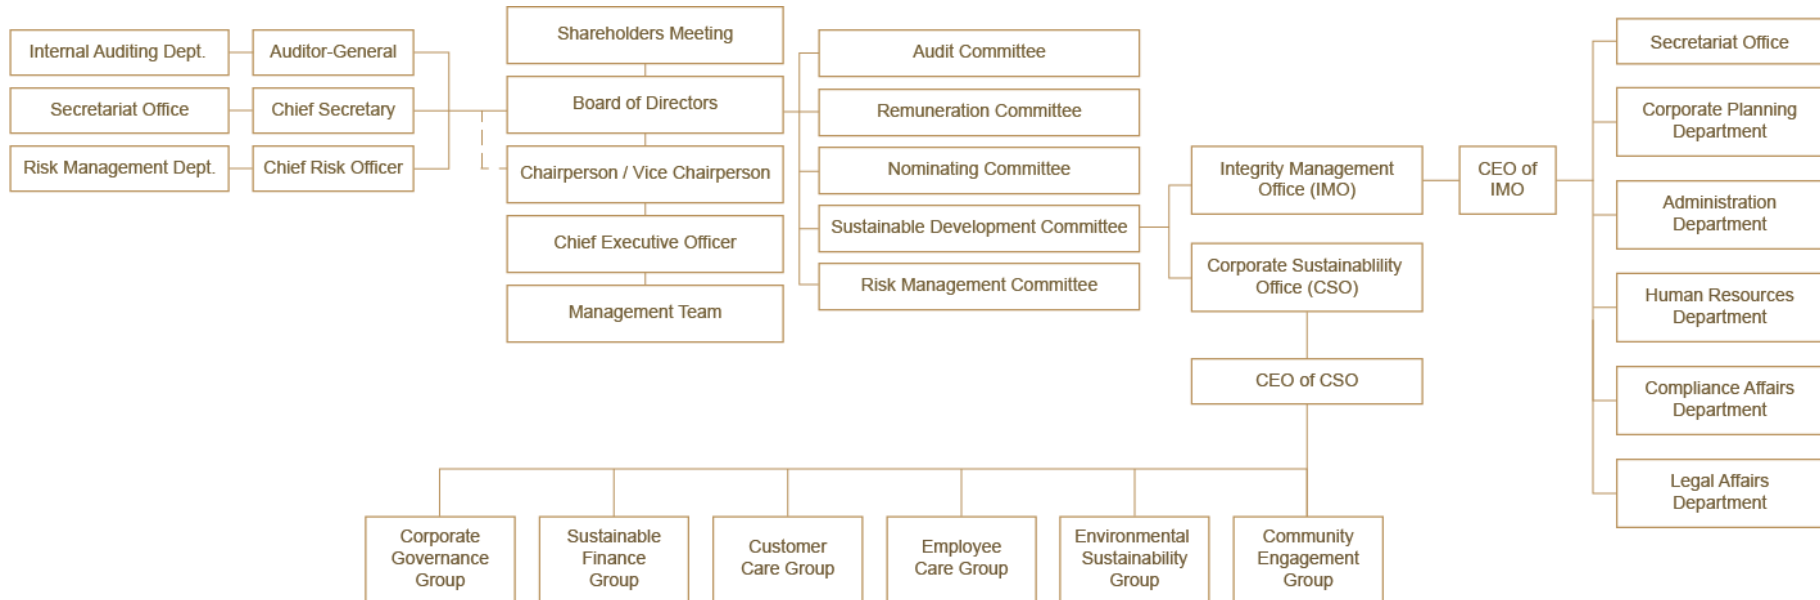 Internal Auditing Dept.
Auditor-General
Secretariat Office
Chief Secretary
Risk Management Dept.
Chief Risk Officer
Shareholders Meeting
Board of Directors
Chairperson / Vice Chairperson
Chief Executive Officer
Management Team
Audit Committee
Remuneration Committee
Nominating Committee
Sustainable Development Committee
Risk Management Committee
Integrity Management
Office (IMO)
CEO of
IMO
Corporate Sustainablility
Office (CSO)
CEO of CSO
Secretariat Office
Corporate Planning
Department
Administration
Department
Human Resources
Department
Compliance Affairs
Department
Legal Affairs
Department
Corporate
Governance
Group
Sustainable
Finance
Group
Customer
Care Group
Employee
Care Group
Environmental
Sustainability
Group
Community
Engagement
Group